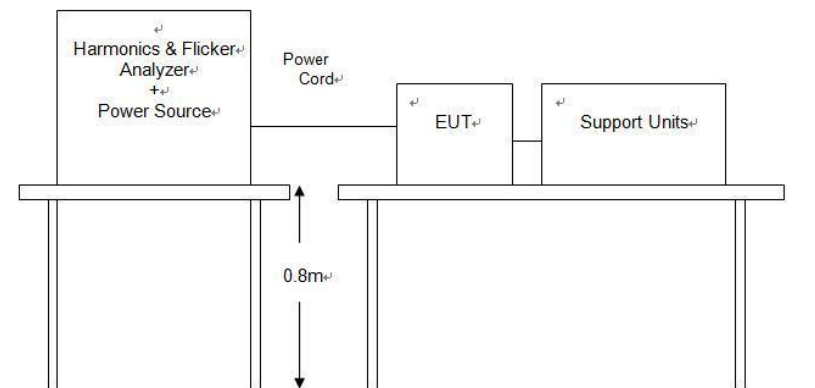 Harmonics & Flicker
Analyzer
+
Power Source
Power
Cord
EUT
Support Units
0.8m